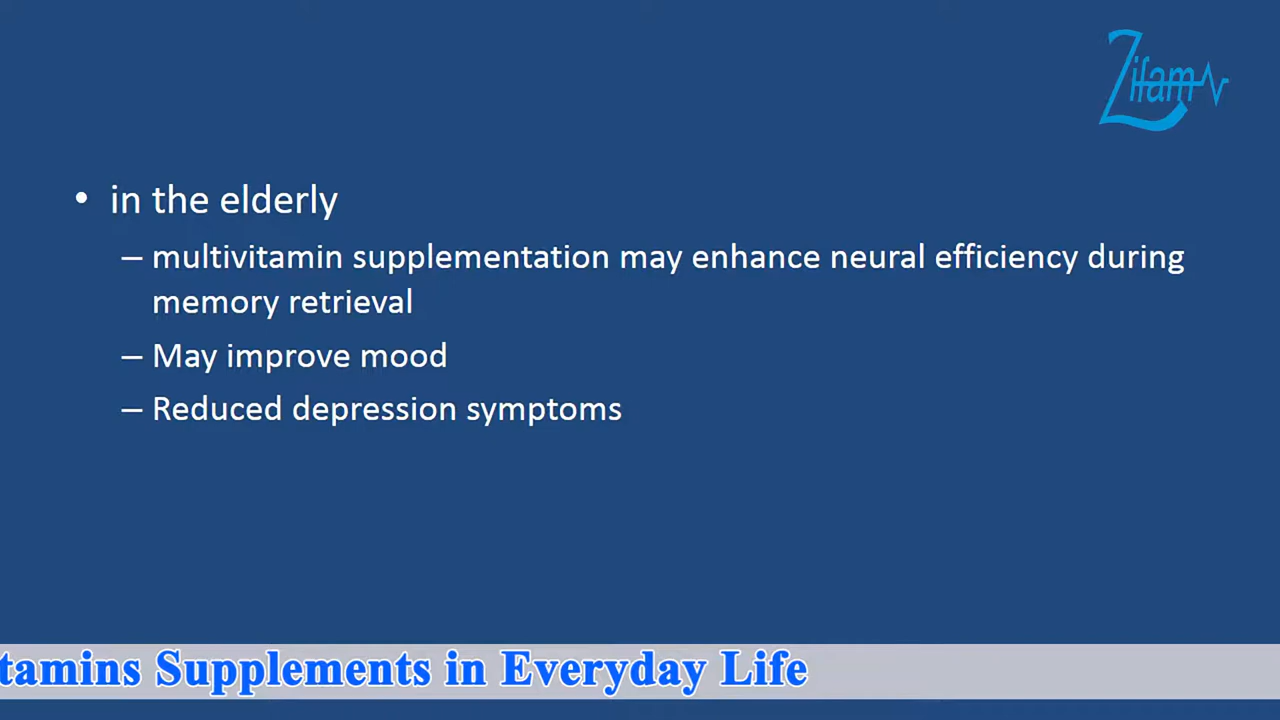 Zifam
• in the elderly
– multivitamin supplementation may enhance neural efficiency during
memory retrieval
– May improve mood
– Reduced depression symptoms
tamins Supplements in Everyday Life